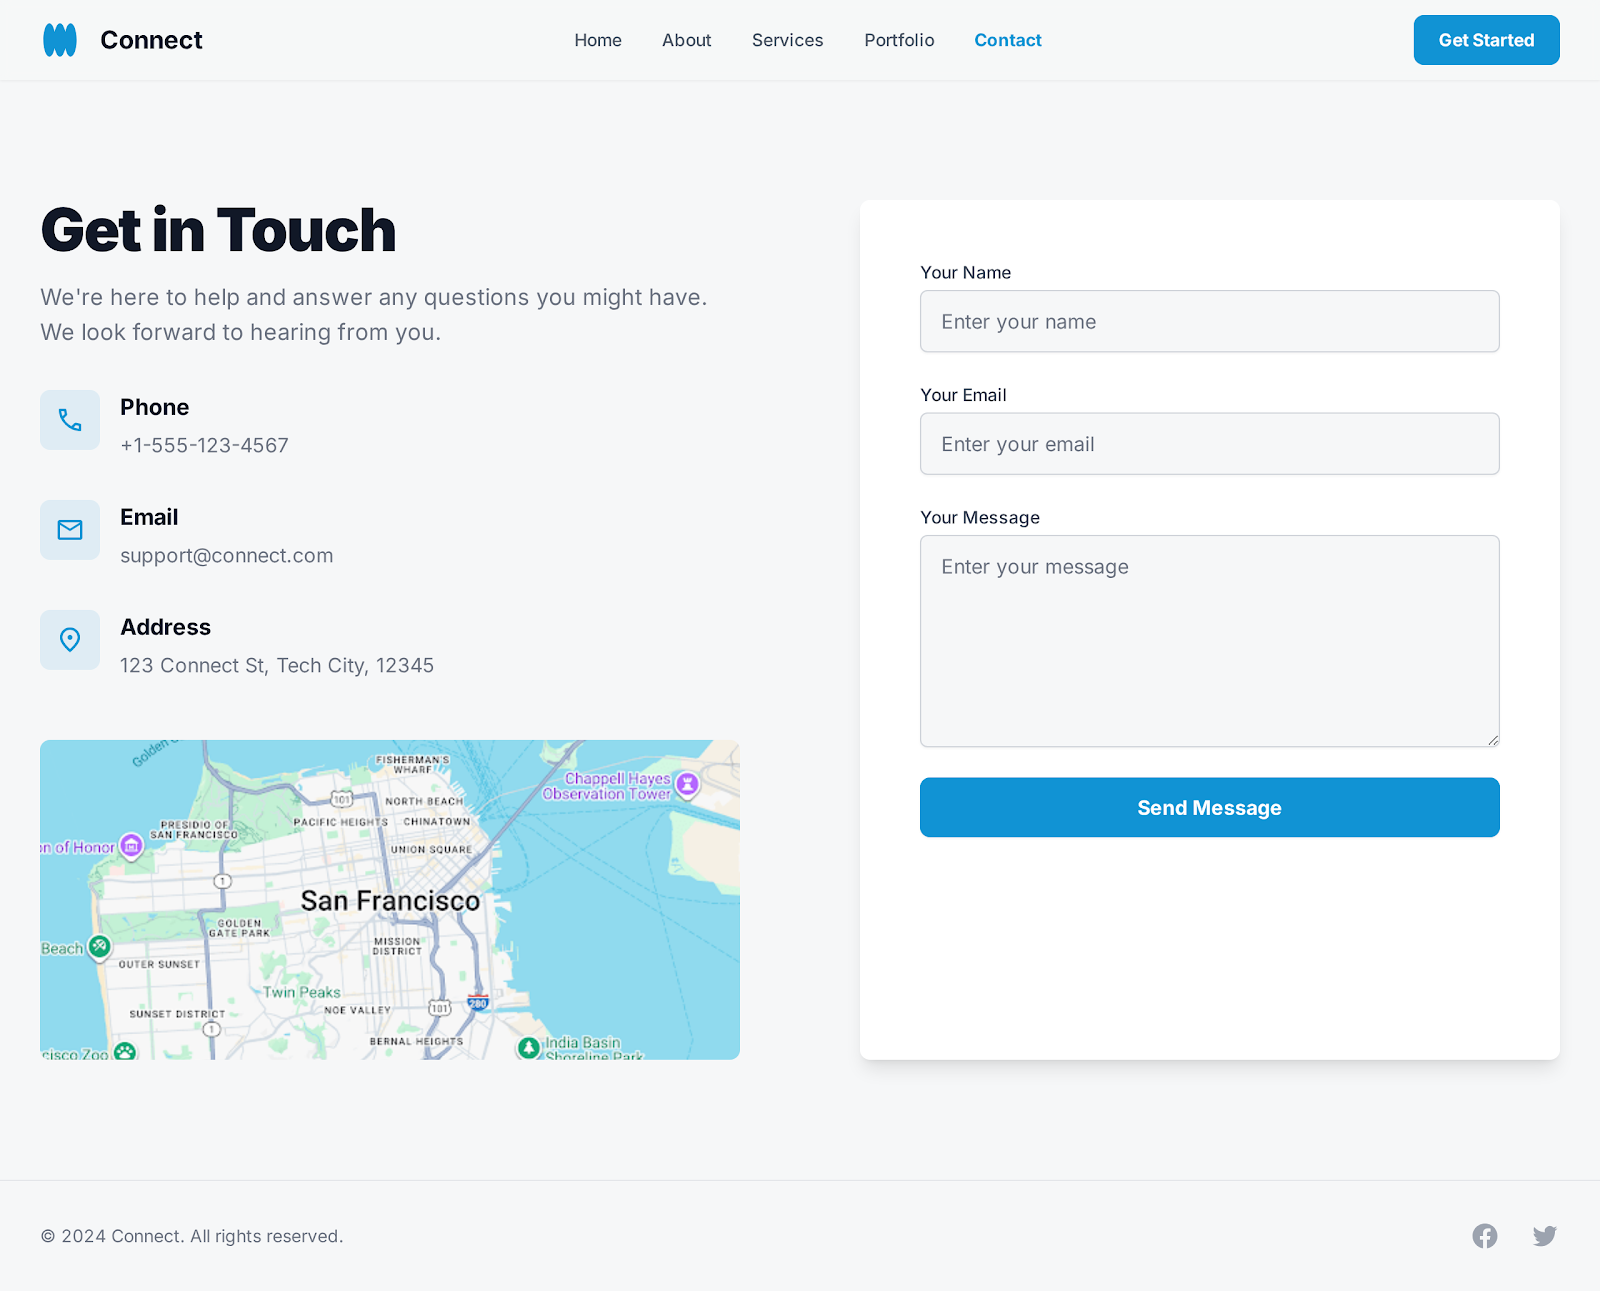 Connect
Home
About
Services
Portfolio
Contact
Get Started
Get in Touch
We're here to help and answer any questions you might have.
We look forward to hearing from you.
Phone
+1-555-123-4567
Email
support@connect.com
Address
123 Connect St, Tech City, 12345
Golden
FISHERMAN'S
WHARF
Chappell Hayes
Observation Tower
101
NORTH BEACH
PRESIDIO OF
SAN FRANCISCO
PACIFIC HEIGHTS
CHINATOWN
on of Honor
UNION SQUARE
1
San Francisco
GOLDEN
GATE PARK
MISSION
DISTRICT
Beach
OUTER SUNSET
Twin Peaks
SUNSET DISTRICT
NOE VALLEY
101
280
1
BERNAL HEIGHTS
India Basin
Shoreline Park
cisco Zoo
Your Name
Enter your name
Your Email
Enter your email
Your Message
Enter your message
Send Message
© 2024 Connect. All rights reserved.